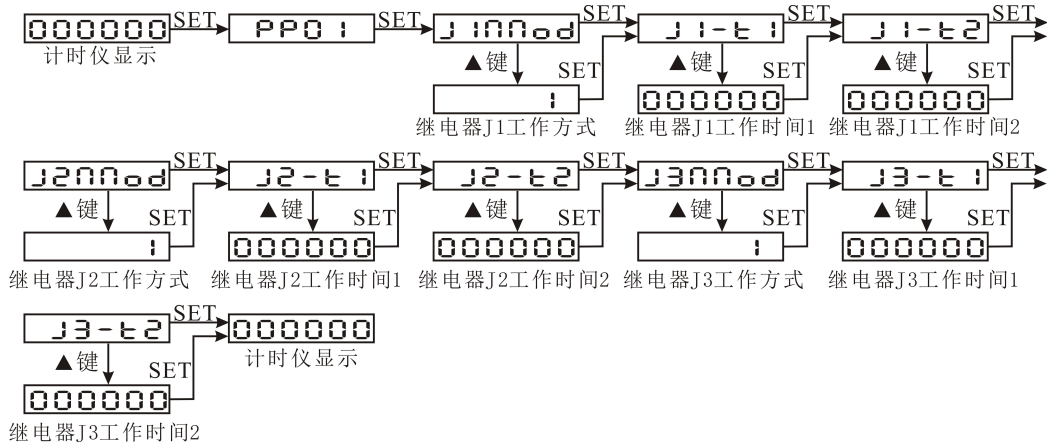 000000 SET PP01 SET J1MMod SET J1-t1 SET J1-t2 SET
计时仪显示
▲键 SET ▲键 SET ▲键 SET
1 000000 000000
继电器J1工作方式 继电器J1工作时间1 继电器J1工作时间2
J2MMod SET J2-t1 SET J2-t2 SET J3MMod SET J3-t1 SET
▲键 SET ▲键 SET ▲键 SET ▲键 SET ▲键 SET
1 000000 000000 1 000000
继电器J2工作方式 继电器J2工作时间1 继电器J2工作时间2 继电器J3工作方式 继电器J3工作时间1
J3-t2 SET 000000
计时仪显示
▲键 SET
000000
继电器J3工作时间2